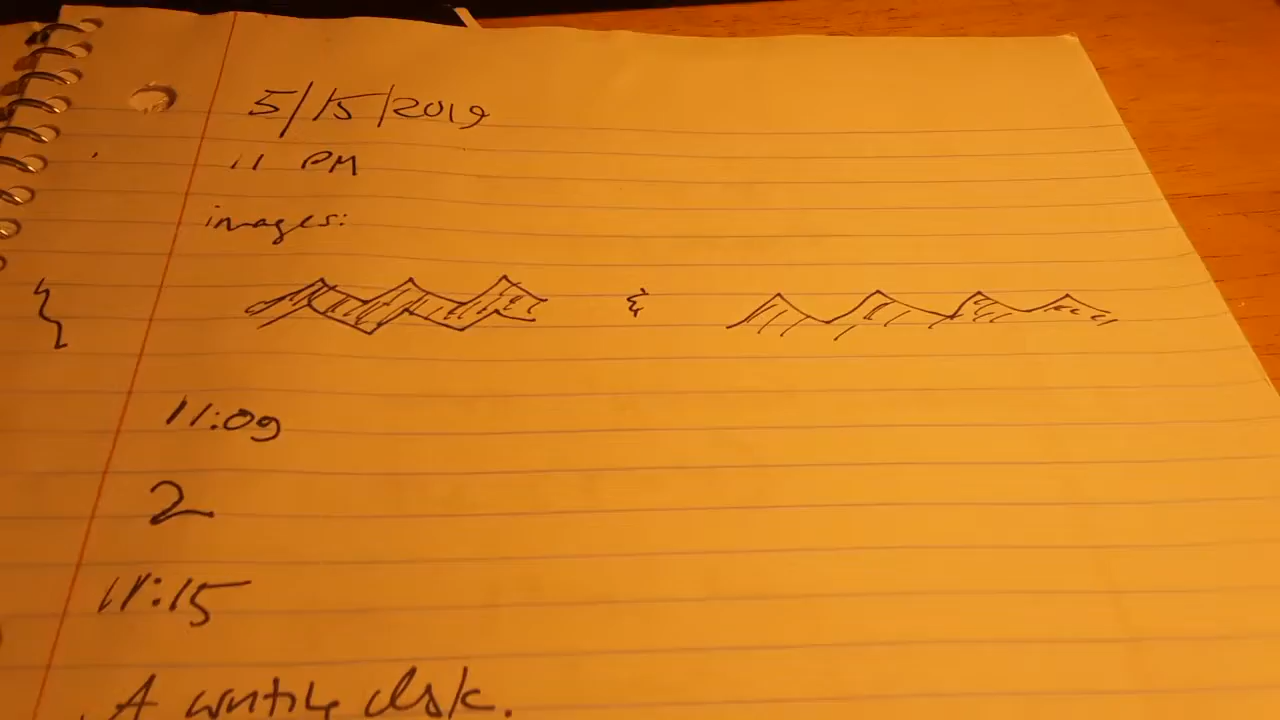 5/15/2019
11 PM
images:
&
11:09
2
11:15
A writing desk.